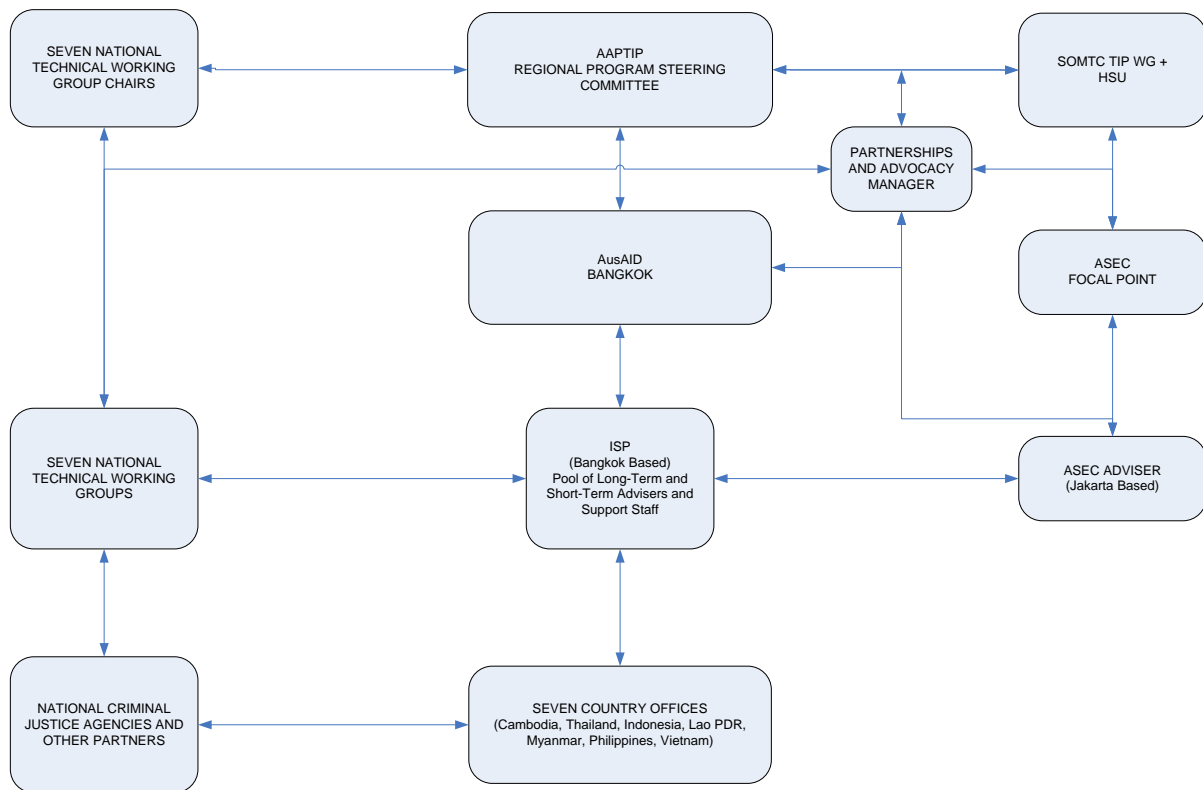 SEVEN NATIONAL
TECHNICAL WORKING
GROUP CHAIRS
AAPTIP
REGIONAL PROGRAM STEERING
COMMITTEE
SOMTC TIP WG +
HSU
PARTNERSHIPS
AND ADVOCACY
MANAGER
AusAID
BANGKOK
ASEC
FOCAL POINT
SEVEN NATIONAL
TECHNICAL WORKING
GROUPS
ISP
(Bangkok Based)
Pool of Long-Term and
Short-Term Advisers and
Support Staff
ASEC ADVISER
(Jakarta Based)
NATIONAL CRIMINAL
JUSTICE AGENCIES AND
OTHER PARTNERS
SEVEN COUNTRY OFFICES
(Cambodia, Thailand, Indonesia, Lao PDR,
Myanmar, Philippines, Vietnam)